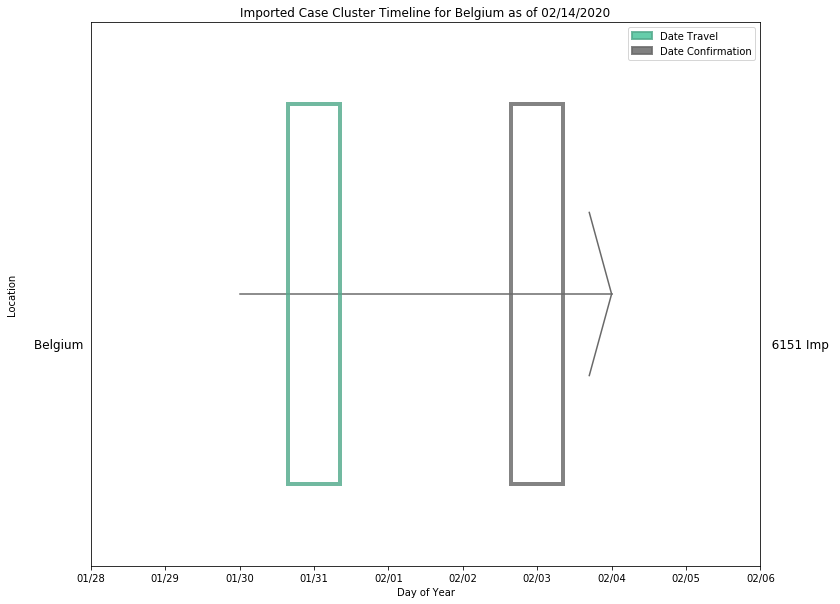 Imported Case Cluster Timeline for Belgium as of 02/14/2020
Date Travel
Date Confirmation
Location
Belgium
6151 Imp
01/28 01/29 01/30 01/31 02/01 02/02 02/03 02/04 02/05 02/06
Day of Year